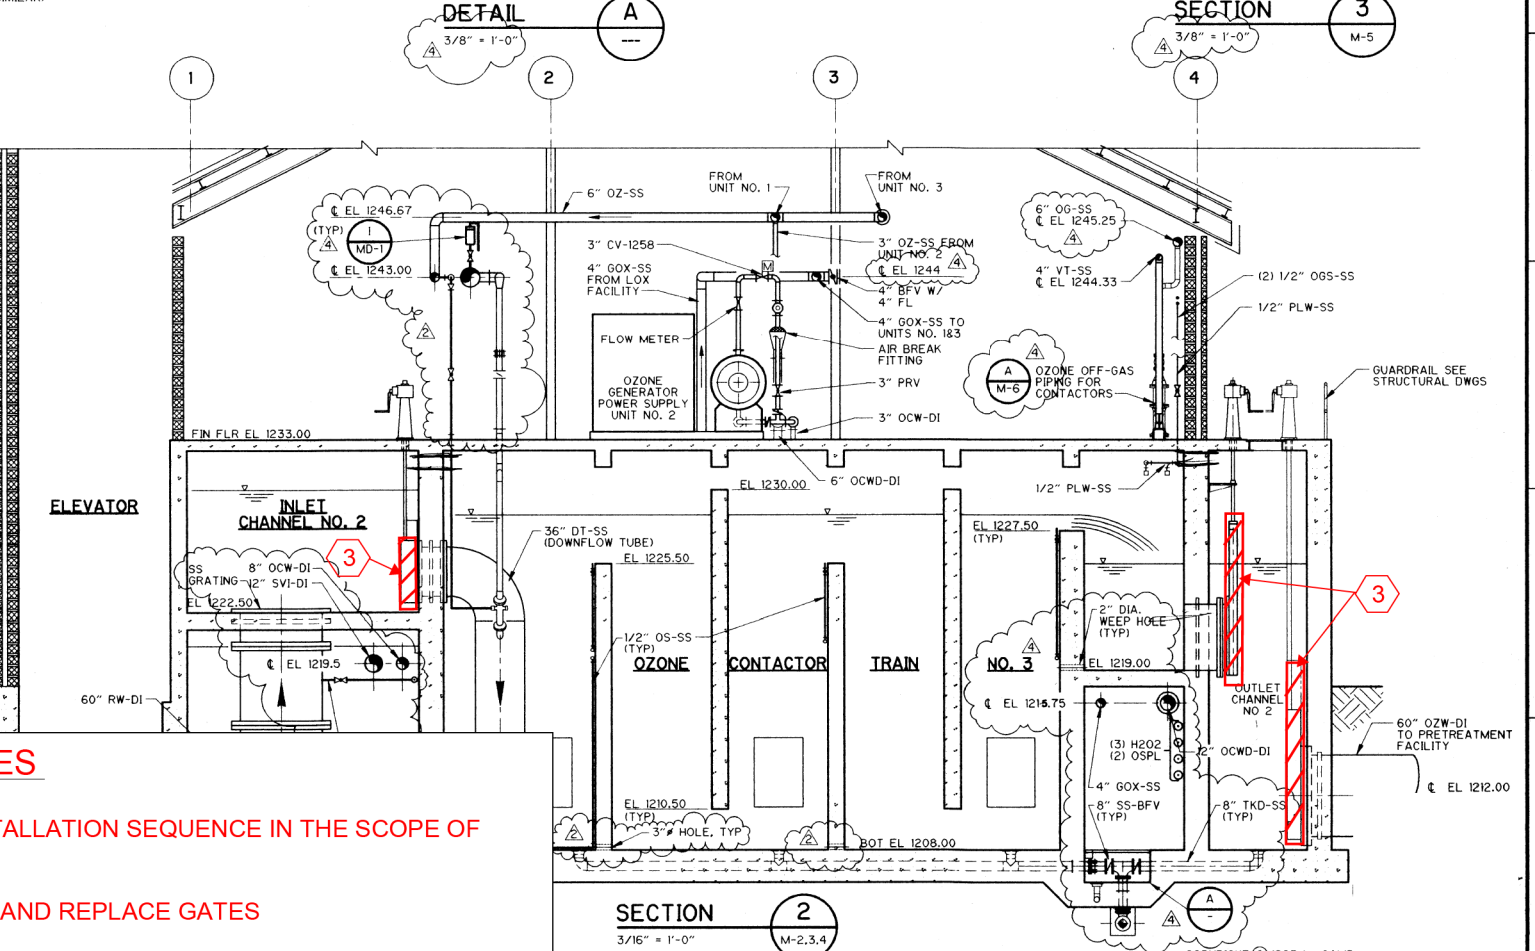 DETAIL
A
---
3/8" = 1'-0"
4
SECTION
3
M-5
3/8" = 1'-0"
4
1
2
3
4
℄ EL 1246.67
(TYP)
4
1
MD-1
℄ EL 1243.00
2
6" OZ-SS
FROM
UNIT NO. 1
FROM
UNIT NO. 3
3" CV-1258
M
3" OZ-SS FROM
UNIT NO. 2
4" GOX-SS
FROM LOX
FACILITY
℄ EL 1244
4
4" BFV W/
4" FL
4" GOX-SS TO
UNITS NO. 1&3
FLOW METER
AIR BREAK
FITTING
OZONE
GENERATOR
POWER SUPPLY
UNIT NO. 2
3" PRV
3" OCW-DI
6" OG-SS
℄ EL 1245.25
4
4" VT-SS
℄ EL 1244.33
(2) 1/2" OGS-SS
1/2" PLW-SS
4
A
M-6
OZONE OFF-GAS
PIPING FOR
CONTACTORS
GUARDRAIL SEE
STRUCTURAL DWGS
FIN FLR EL 1233.00
ELEVATOR
INLET
CHANNEL NO. 2
EL 1230.00
6" OCWD-DI
1/2" PLW-SS
36" DT-SS
(DOWNFLOW TUBE)
EL 1227.50
(TYP)
EL 1225.50
3
SS
GRATING
8" OCW-DI
12" SVI-DI
EL 1222.50
3
1/2" OS-SS
(TYP)
2" DIA.
WEEP HOLE
(TYP)
4
℄ EL 1219.5
OZONE
CONTACTOR
TRAIN
NO. 3
EL 1219.00
60" RW-DI
℄ EL 1215.75
OUTLET
CHANNEL
NO 2
(3) H2O2
(2) OSPL
12" OCWD-DI
60" OZW-DI
TO PRETREATMENT
FACILITY
℄ EL 1212.00
4" GOX-SS
EL 1210.50
(TYP)
8" SS-BFV
(TYP)
8" TKD-SS
(TYP)
2
3"ø HOLE, TYP
2
BOT EL 1208.00
ES
TALLATION SEQUENCE IN THE SCOPE OF
AND REPLACE GATES
SECTION
2
M-2,3,4
3/16" = 1'-0"
4
A
-